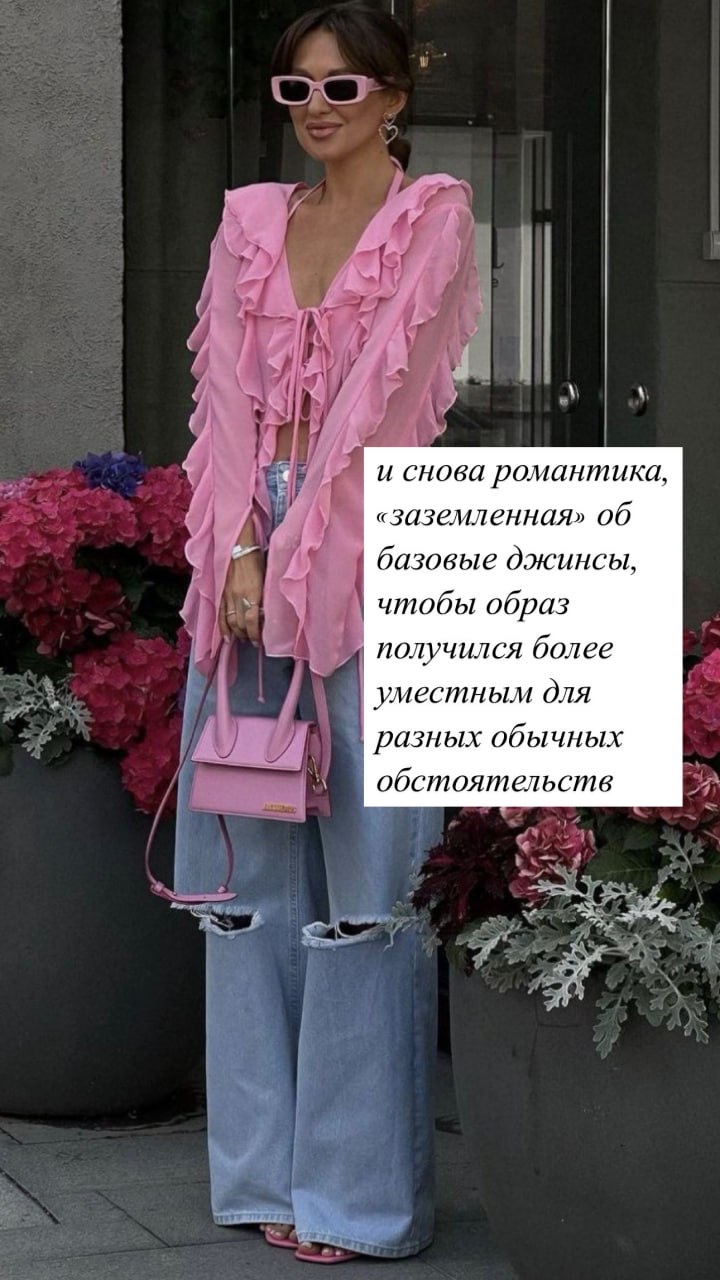 и снова романтика,
«заземленная» об
базовые джинсы,
чтобы образ
получился более
уместным для
разных обычных
обстоятельств